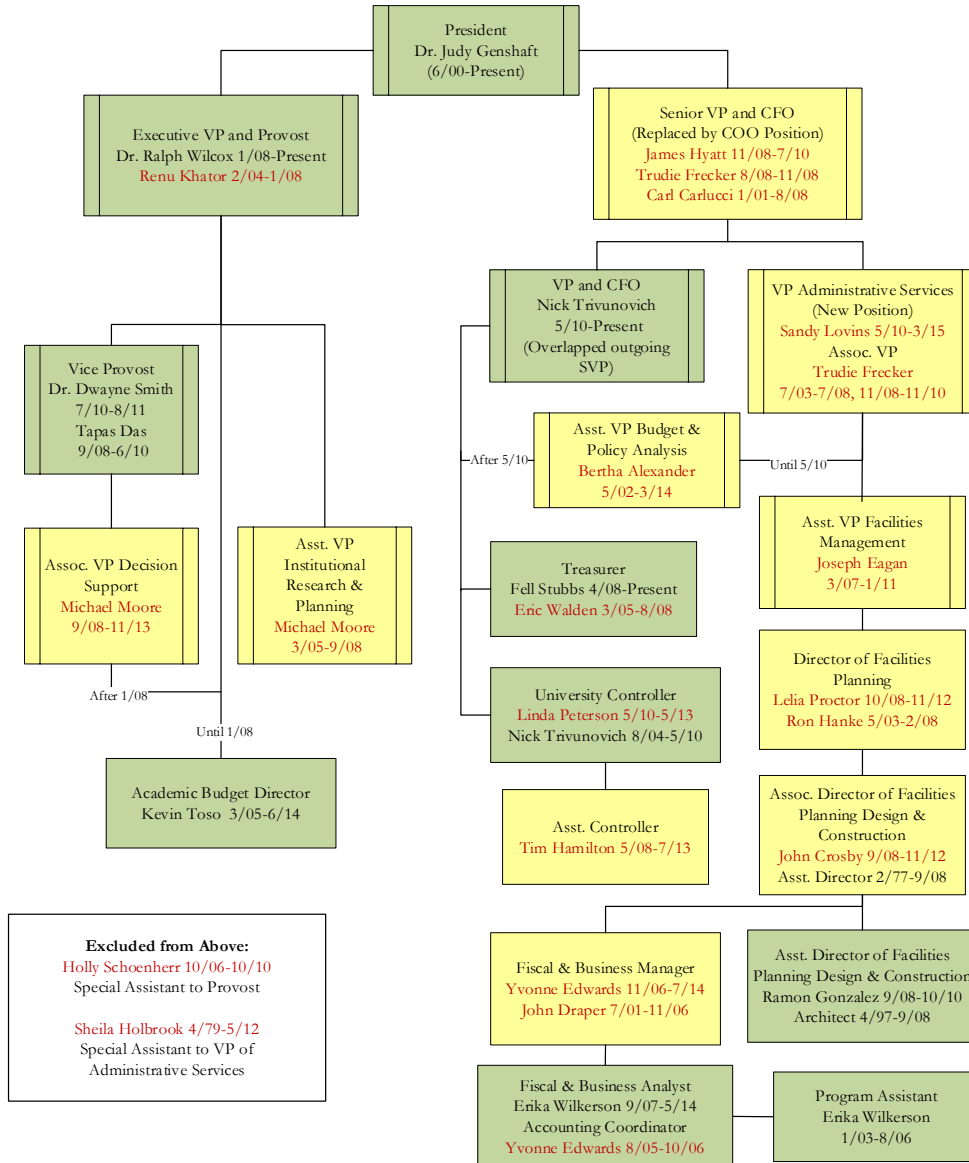 President
Dr. Judy Genshaft
(6/00-Present)
Executive VP and Provost
Dr. Ralph Wilcox 1/08-Present
Renu Khator 2/04-1/08
Senior VP and CFO
(Replaced by COO Position)
James Hyatt 11/08-7/10
Trudie Frecker 8/08-11/08
Carl Carlucci 1/01-8/08
VP and CFO
Nick Trivunovich
5/10-Present
(Overlapped outgoing
SVP)
VP Administrative Services
(New Position)
Sandy Lovins 5/10-3/15
Assoc. VP
Trudie Frecker
7/03-7/08, 11/08-11/10
Vice Provost
Dr. Dwayne Smith
7/10-8/11
Tapas Das
9/08-6/10
After 5/10
Asst. VP Budget &
Policy Analysis
Bertha Alexander
5/02-3/14
Until 5/10
Assoc. VP Decision
Support
Michael Moore
9/08-11/13
Asst. VP
Institutional
Research &
Planning
Michael Moore
3/05-9/08
Asst. VP Facilities
Management
Joseph Eagan
3/07-1/11
Treasurer
Fell Stubbs 4/08-Present
Eric Walden 3/05-8/08
Director of Facilities
Planning
Lelia Proctor 10/08-11/12
Ron Hanke 5/03-2/08
After 1/08
Until 1/08
University Controller
Linda Peterson 5/10-5/13
Nick Trivunovich 8/04-5/10
Academic Budget Director
Kevin Toso 3/05-6/14
Asst. Controller
Tim Hamilton 5/08-7/13
Assoc. Director of Facilities
Planning Design &
Construction
John Crosby 9/08-11/12
Asst. Director 2/77-9/08
Excluded from Above:
Holly Schoenherr 10/06-10/10
Special Assistant to Provost
Sheila Holbrook 4/79-5/12
Special Assistant to VP of
Administrative Services
Fiscal & Business Manager
Yvonne Edwards 11/06-7/14
John Draper 7/01-11/06
Asst. Director of Facilities
Planning Design & Construction
Ramon Gonzalez 9/08-10/10
Architect 4/97-9/08
Fiscal & Business Analyst
Erika Wilkerson 9/07-5/14
Accounting Coordinator
Yvonne Edwards 8/05-10/06
Program Assistant
Erika Wilkerson
1/03-8/06